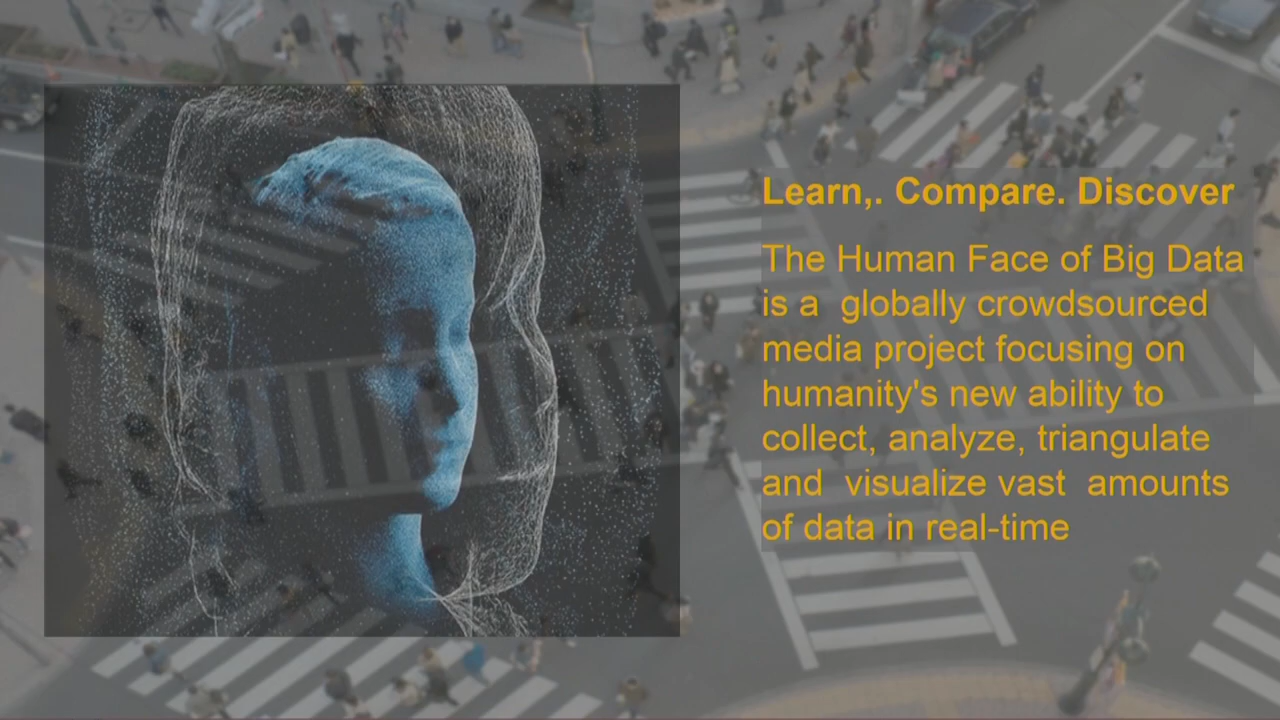 Learn,. Compare. Discover
The Human Face of Big Data
is a  globally crowdsourced
media project focusing on
humanity's new ability to
collect, analyze, triangulate
and  visualize vast  amounts
of data in real-time